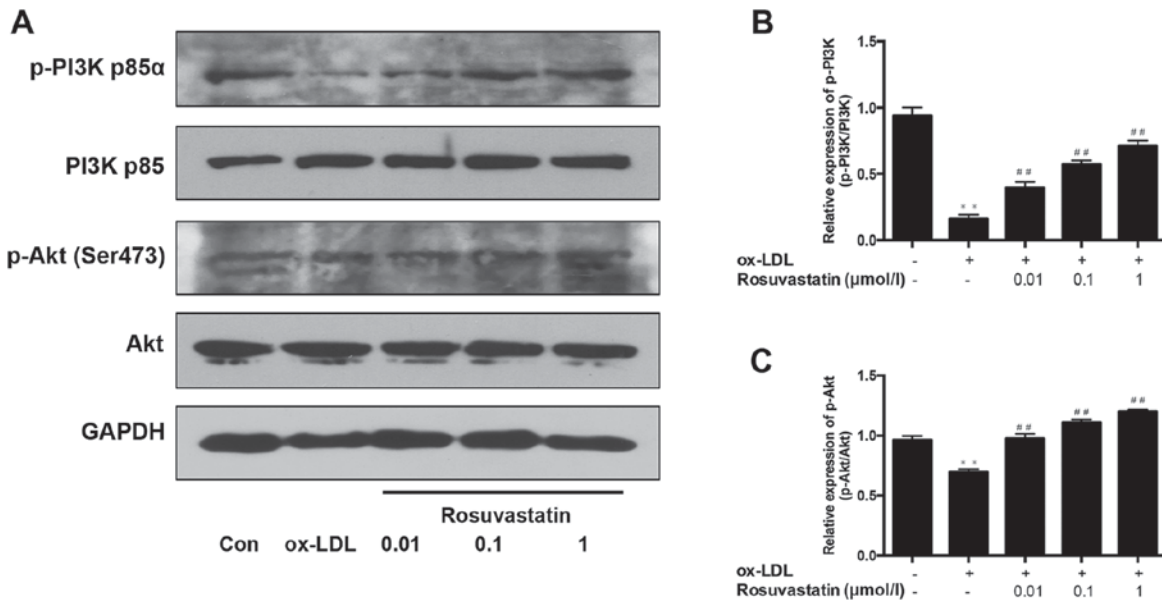 A
p-PI3K p85α
PI3K p85
p-Akt (Ser473)
Akt
GAPDH
Rosuvastatin
Con ox-LDL 0.01 0.1 1
B
Relative expression of p-PI3K
(p-PI3K/PI3K)
1.5
1.0
0.5
0.0
* *
# #
# #
# #
ox-LDL - + + + +
Rosuvastatin (µmol/l) - - 0.01 0.1 1
C
Relative expression of p-Akt
(p-Akt/Akt)
1.5
1.0
0.5
0.0
* *
# #
# #
# #
ox-LDL - + + + +
Rosuvastatin (µmol/l) - - 0.01 0.1 1